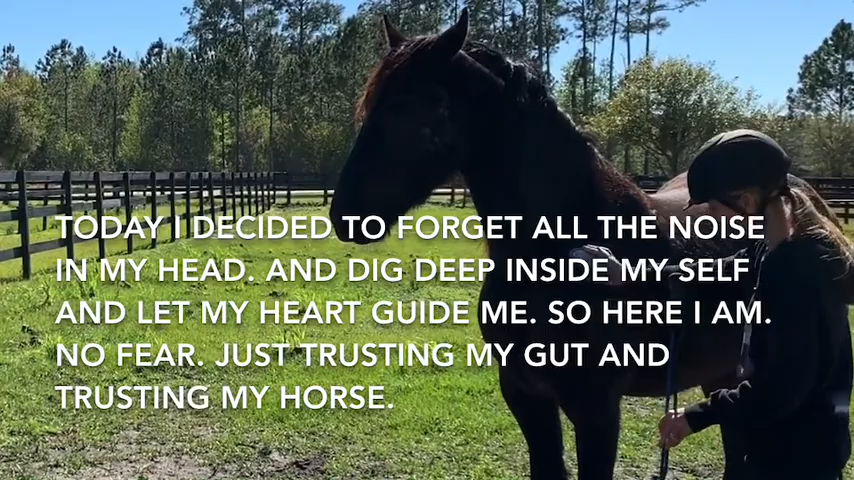 TODAY I DECIDED TO FORGET ALL THE NOISE
IN MY HEAD. AND DIG DEEP INSIDE MY SELF
AND LET MY HEART GUIDE ME. SO HERE I AM.
NO FEAR. JUST TRUSTING MY GUT AND
TRUSTING MY HORSE.